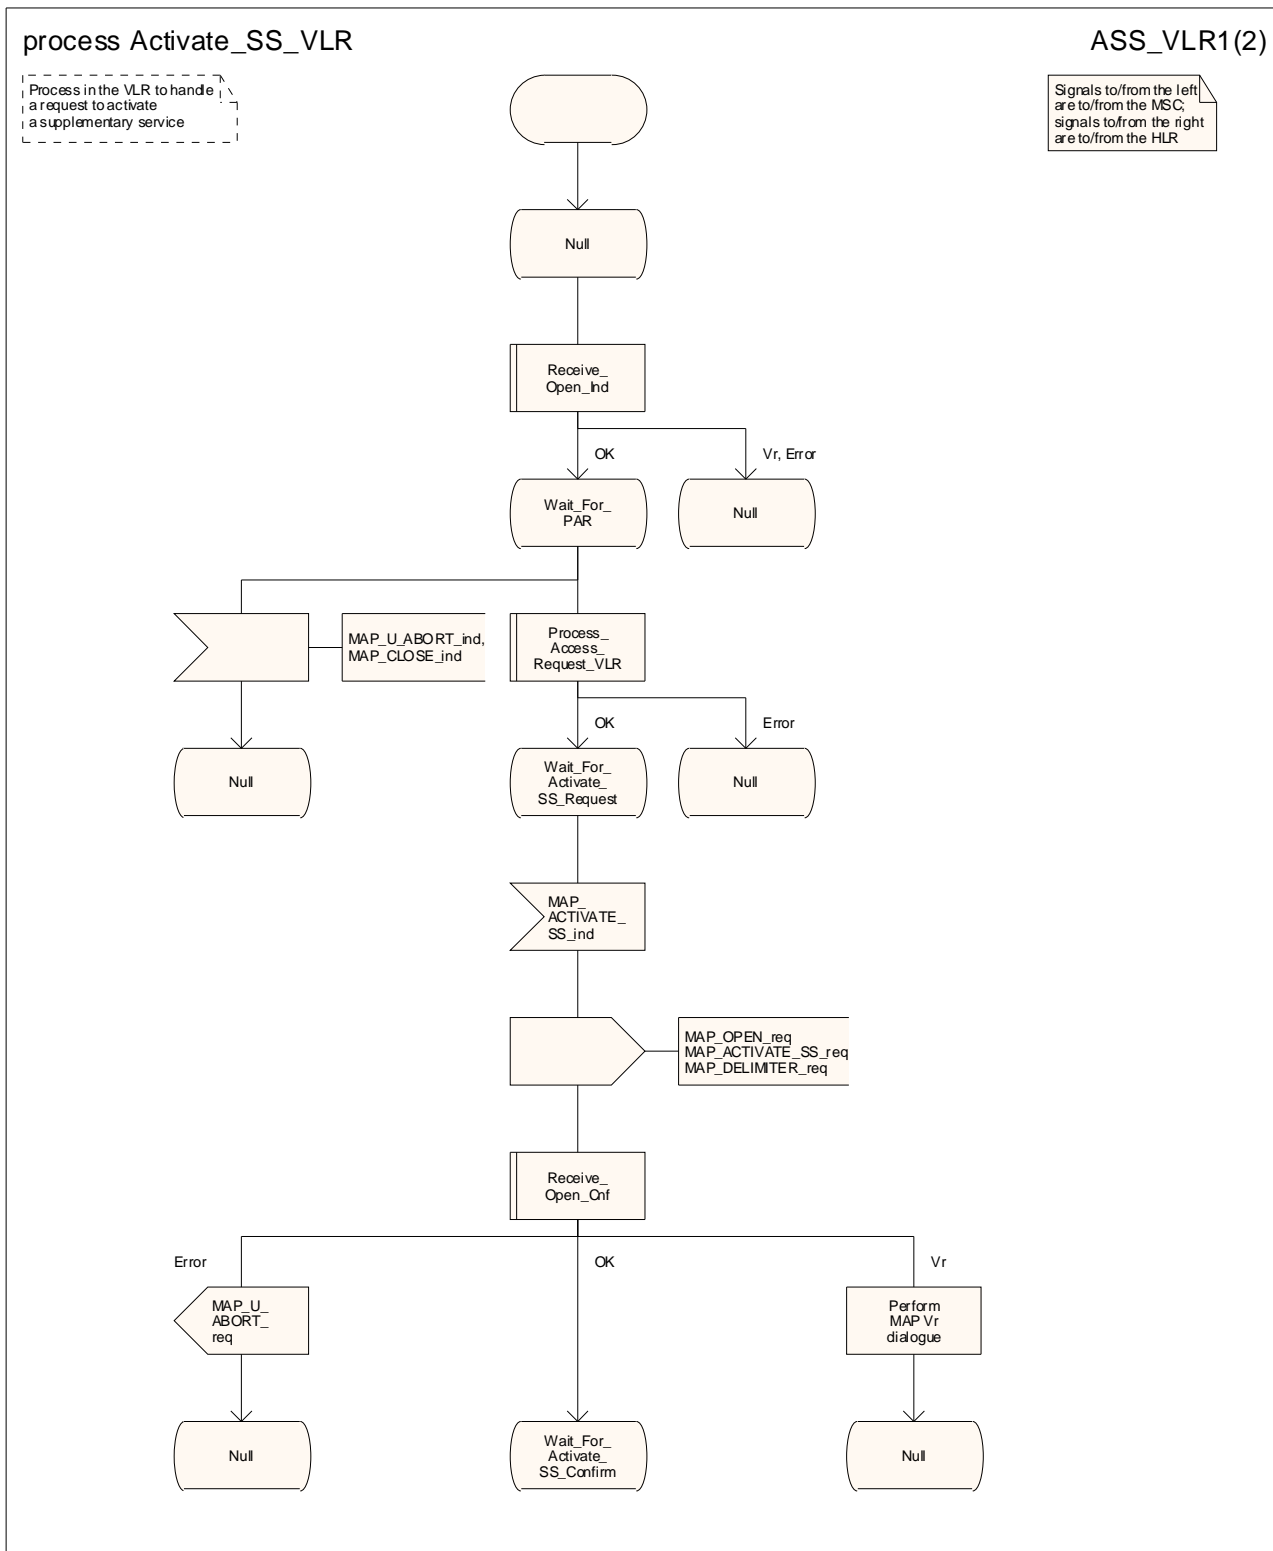 process Activate_SS_VLR
ASS_VLR1(2)
Process in the VLR to handle
a request to activate
a supplementary service
Signals to/from the left
are to/from the MSC;
signals to/from the right
are to/from the HLR
Null
Receive_
Open_Ind
OK
Vr, Error
Wait_For_
PAR
Null
MAP_U_ABORT_ind,
MAP_CLOSE_ind
Process_
Access_
Request_VLR
OK
Error
Null
Wait_For_
Activate_
SS_Request
Null
MAP_
ACTIVATE_
SS_ind
MAP_OPEN_req
MAP_ACTIVATE_SS_req
MAP_DELIMITER_req
Receive_
Open_Cnf
Error
OK
Vr
MAP_U_
ABORT_
req
Perform
MAP Vr
dialogue
Null
Wait_For_
Activate_
SS_Confirm
Null